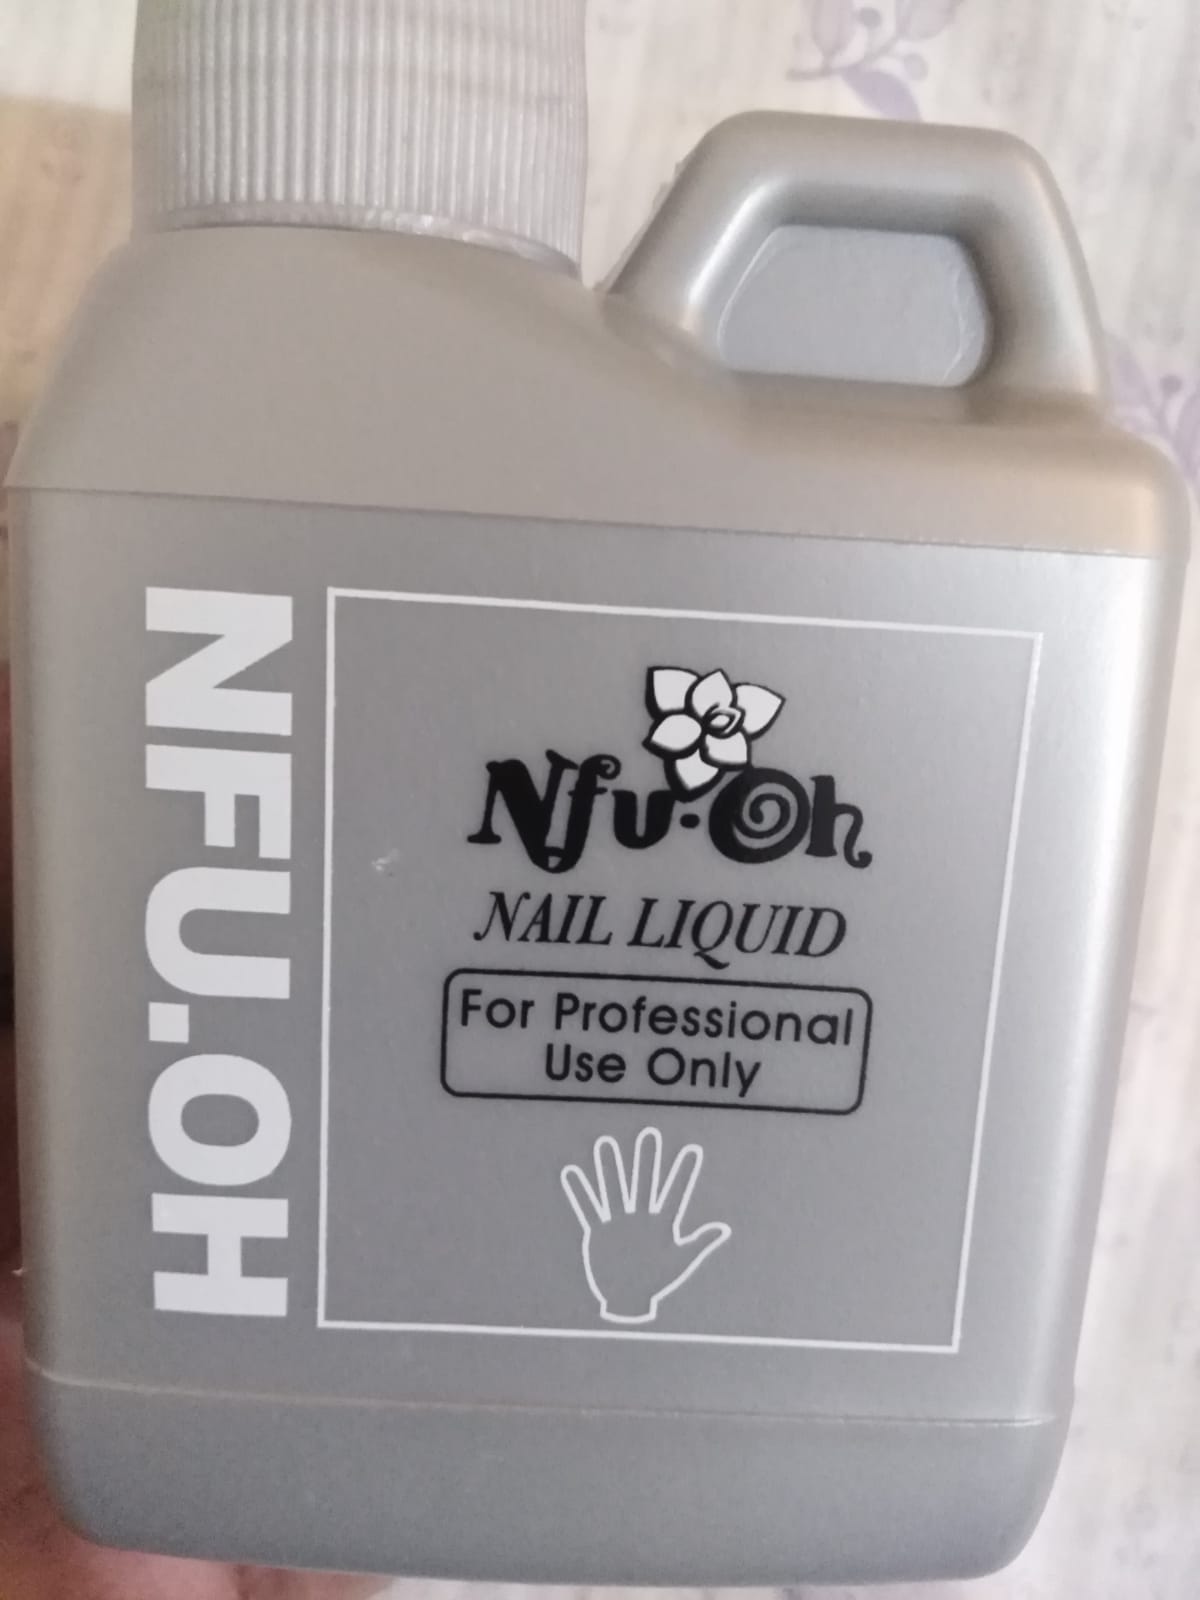 NFU.OH
Nfu·Oh
NAIL LIQUID
For Professional
Use Only